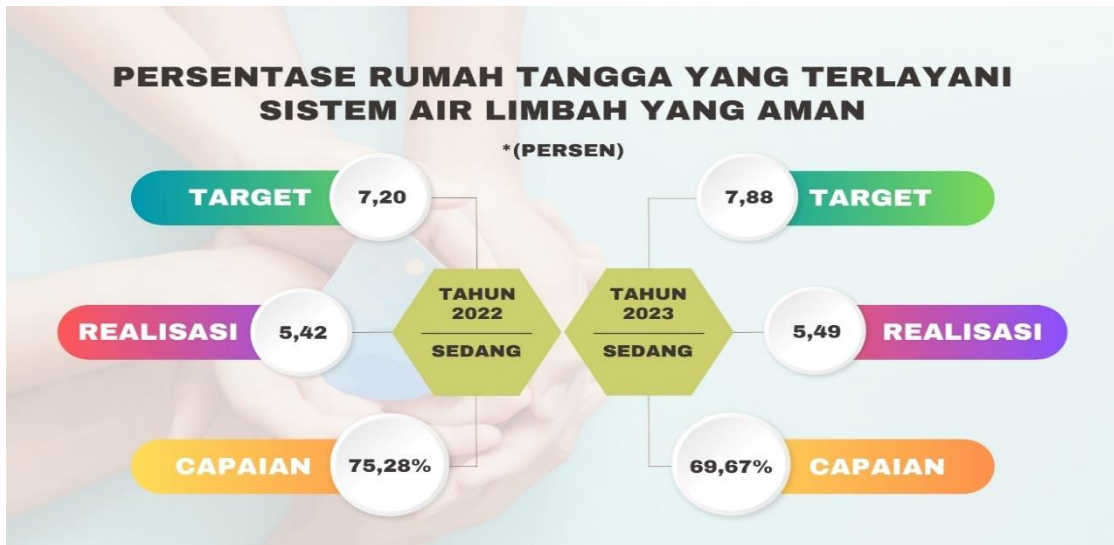 PERSENTASE RUMAH TANGGA YANG TERLAYANI
SISTEM AIR LIMBAH YANG AMAN
*(PERSEN)
TARGET
7,20
REALISASI
5,42
CAPAIAN
75,28%
TAHUN
2022
SEDANG
TAHUN
2023
SEDANG
7,88
TARGET
5,49
REALISASI
69,67%
CAPAIAN